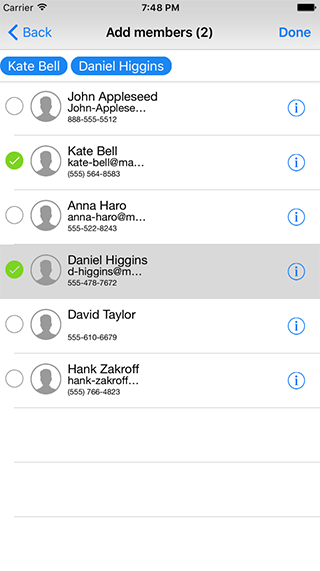 Carrier 7:48 PM
Back Add members (2) Done
Kate Bell Daniel Higgins
John Appleseed
John-Applese...
888-555-5512
Kate Bell
kate-bell@ma...
(555) 564-8583
Anna Haro
anna-haro@m...
555-522-8243
Daniel Higgins
d-higgins@m...
555-478-7672
David Taylor
555-610-6679
Hank Zakroff
hank-zakroff...
(555) 766-4823